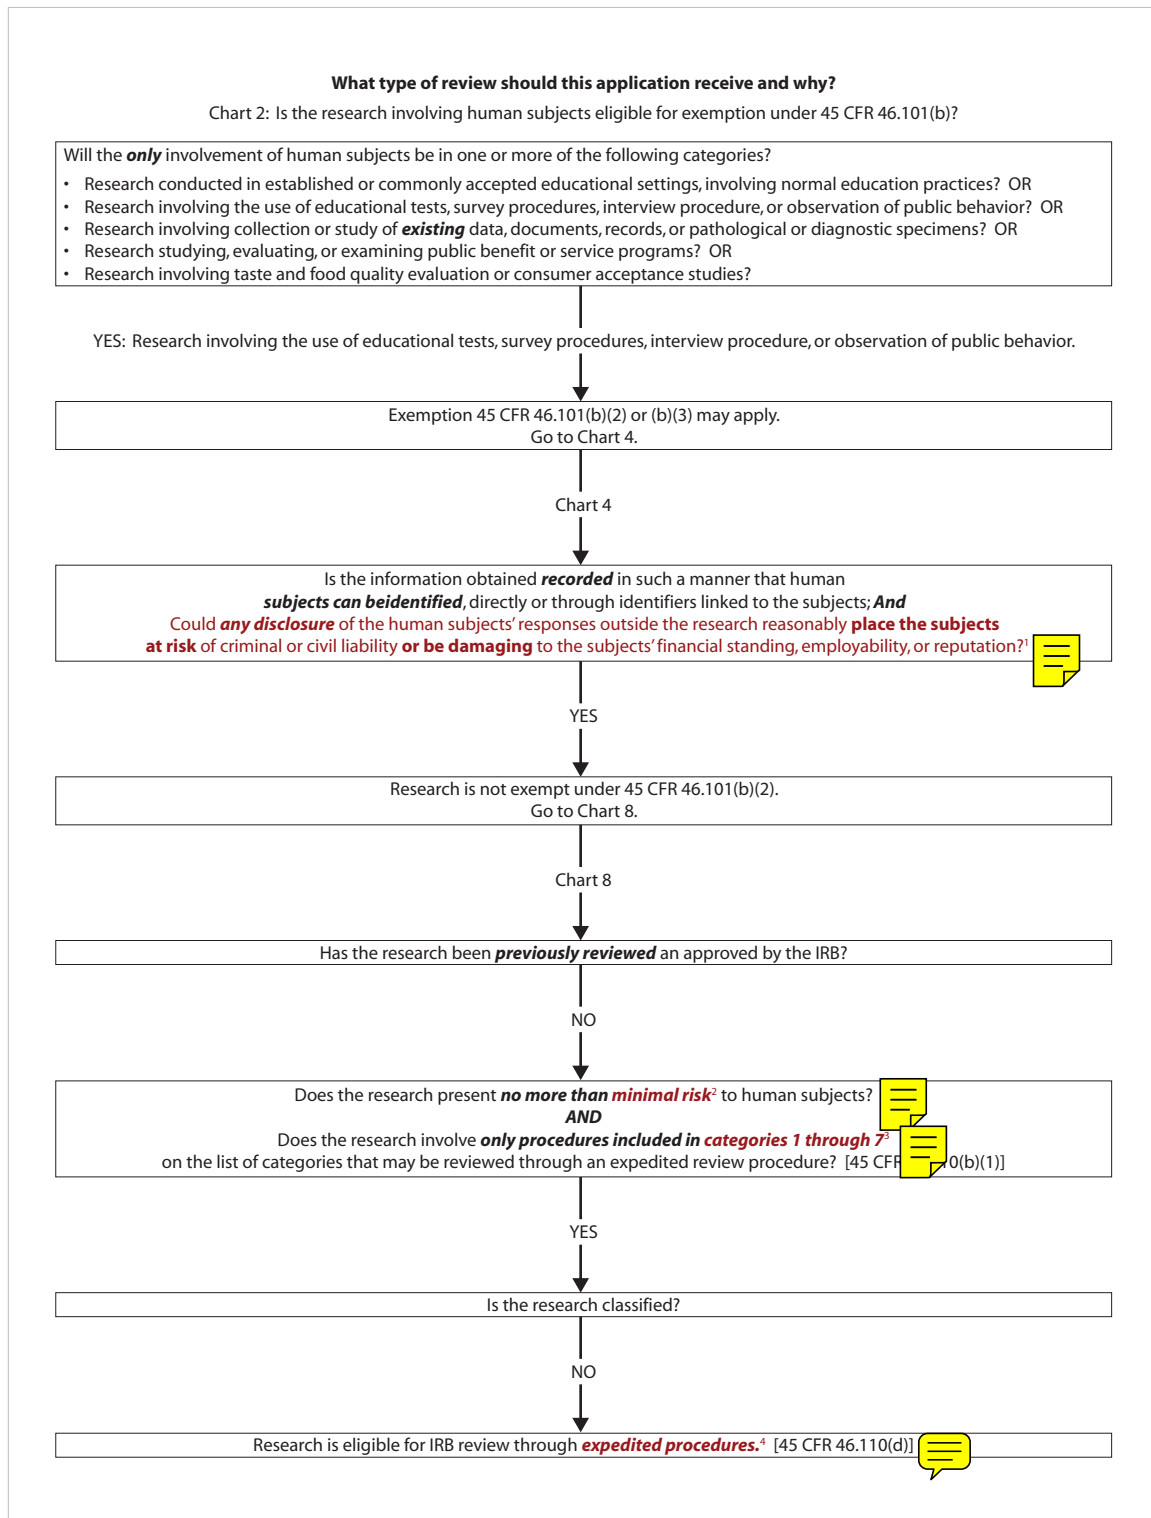 What type of review should this application receive and why?
Chart 2: Is the research involving human subjects eligible for exemption under 45 CFR 46.101(b)?
Will the only involvement of human subjects be in one or more of the following categories?
• Research conducted in established or commonly accepted educational settings, involving normal education practices? OR
• Research involving the use of educational tests, survey procedures, interview procedure, or observation of public behavior? OR
• Research involving collection or study of existing data, documents, records, or pathological or diagnostic specimens? OR
• Research studying, evaluating, or examining public benefit or service programs? OR
• Research involving taste and food quality evaluation or consumer acceptance studies?
YES: Research involving the use of educational tests, survey procedures, interview procedure, or observation of public behavior.
Exemption 45 CFR 46.101(b)(2) or (b)(3) may apply.
Go to Chart 4.
Chart 4
Is the information obtained recorded in such a manner that human
subjects can beidentified, directly or through identifiers linked to the subjects; And
Could any disclosure of the human subjects' responses outside the research reasonably place the subjects
at risk of criminal or civil liability or be damaging to the subjects' financial standing, employability, or reputation?1
YES
Research is not exempt under 45 CFR 46.101(b)(2).
Go to Chart 8.
Chart 8
Has the research been previously reviewed an approved by the IRB?
NO
Does the research present no more than minimal risk2 to human subjects?
AND
Does the research involve only procedures included in categories 1 through 73
on the list of categories that may be reviewed through an expedited review procedure? [45 CFR 0(b)(1)]
YES
Is the research classified?
NO
Research is eligible for IRB review through expedited procedures.4 [45 CFR 46.110(d)]